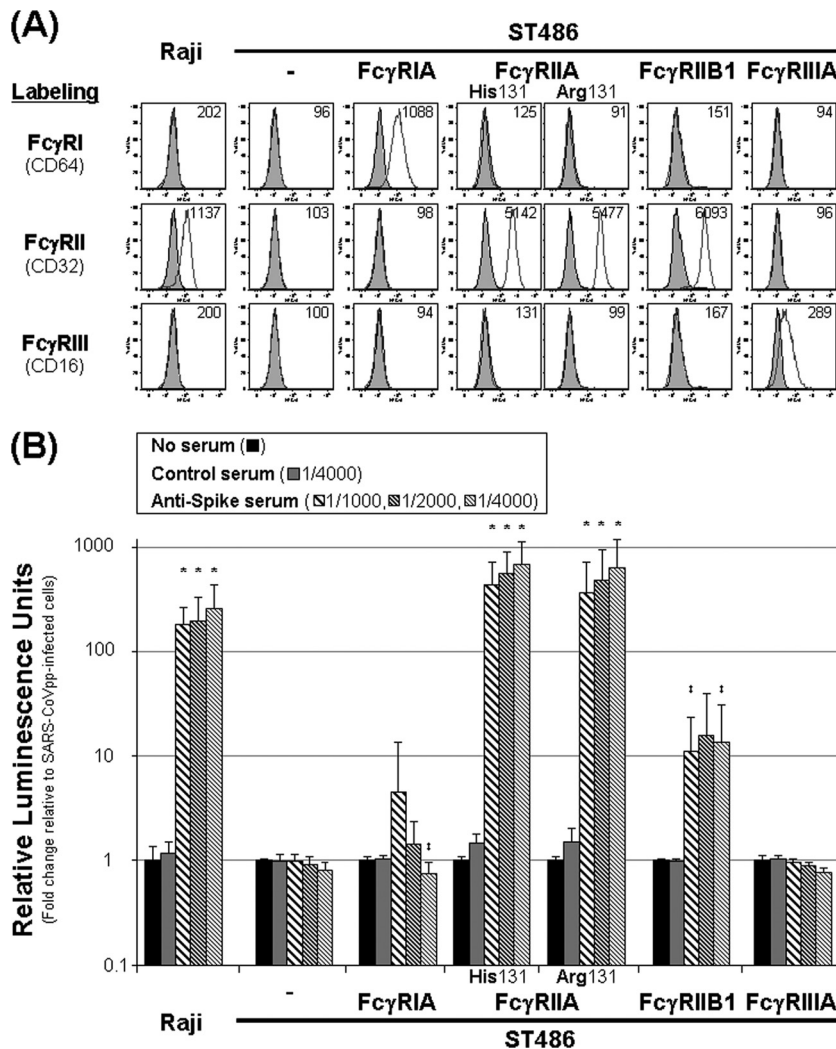 (A)
Raji
ST486
-
FcγRIA
FcγRIIA
FcγRIIB1
FcγRIIIA
His131
Arg131
Labeling
FcγRI
(CD64)
202
96
1088
125
91
151
94
FcγRII
(CD32)
1137
103
98
5142
5477
6093
96
FcγRIII
(CD16)
200
100
94
131
99
167
289
(B)
No serum (■)
Control serum (1/4000)
Anti-Spike serum (1/1000, 1/2000, 1/4000)
Relative Luminescence Units
(Fold change relative to SARS-CoVpp-infected cells)
1000
100
10
1
0.1
* * *
‡
* * *
* * *
‡ ‡
His131
Arg131
Raji
-
FcγRIA
FcγRIIA
FcγRIIB1
FcγRIIIA
ST486